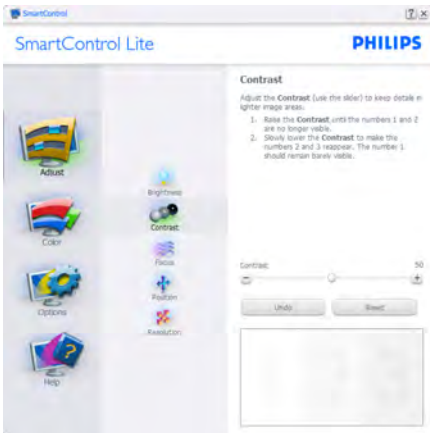 SmartControl
SmartControl Lite
PHILIPS
Adjust
Color
Options
Help
Brightness
Contrast
Focus
Position
Resolution
Contrast
Adjust the Contrast (use the slider) to keep details in
lighter image areas.
1. Raise the Contrast until the numbers 1 and 2
are no longer visible.
2. Slowly lower the Contrast to make the
numbers 2 and 3 reappear. The number 1
should remain barely visible.
Contrast:
50
Undo
Reset